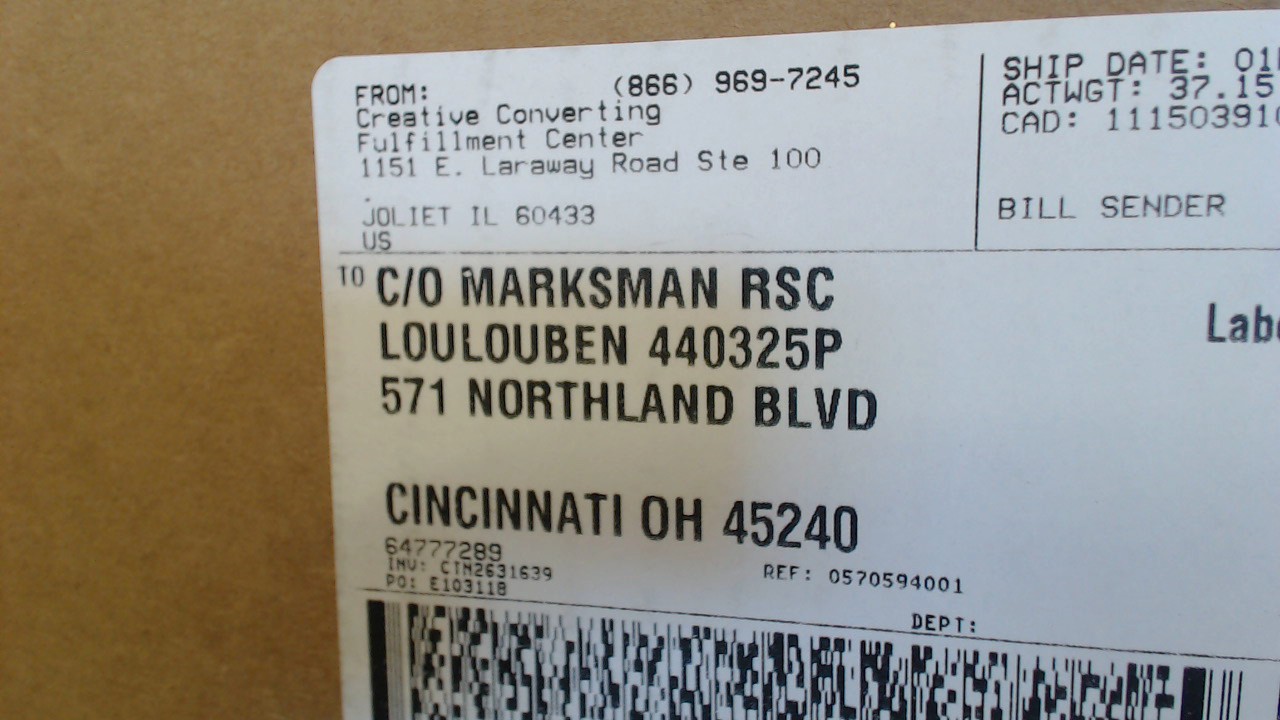 FROM: (866) 969-7245
Creative Converting
Fulfillment Center
1151 E. Laraway Road Ste 100
.
JOLIET IL 60433
US
SHIP DATE:
ACTWGT: 37.15
CAD:
BILL SENDER
TO C/O MARKSMAN RSC
LOULOUBEN 440325P
571 NORTHLAND BLVD
CINCINNATI OH 45240
64777289
INV: CIN2631639
PO: E103118
REF: 0570594001
DEPT: